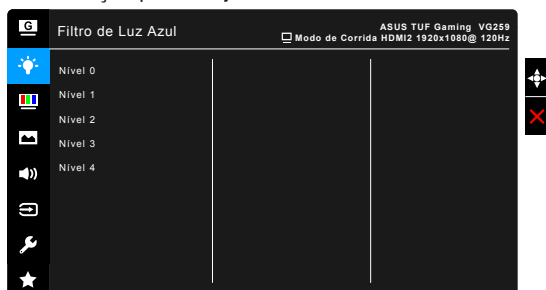 G
Filtro de Luz Azul
ASUS TUF Gaming VG259
Modo de Corrida HDMI2 1920x1080@ 120Hz
Nível 0
Nível 1
Nível 2
Nível 3
Nível 4